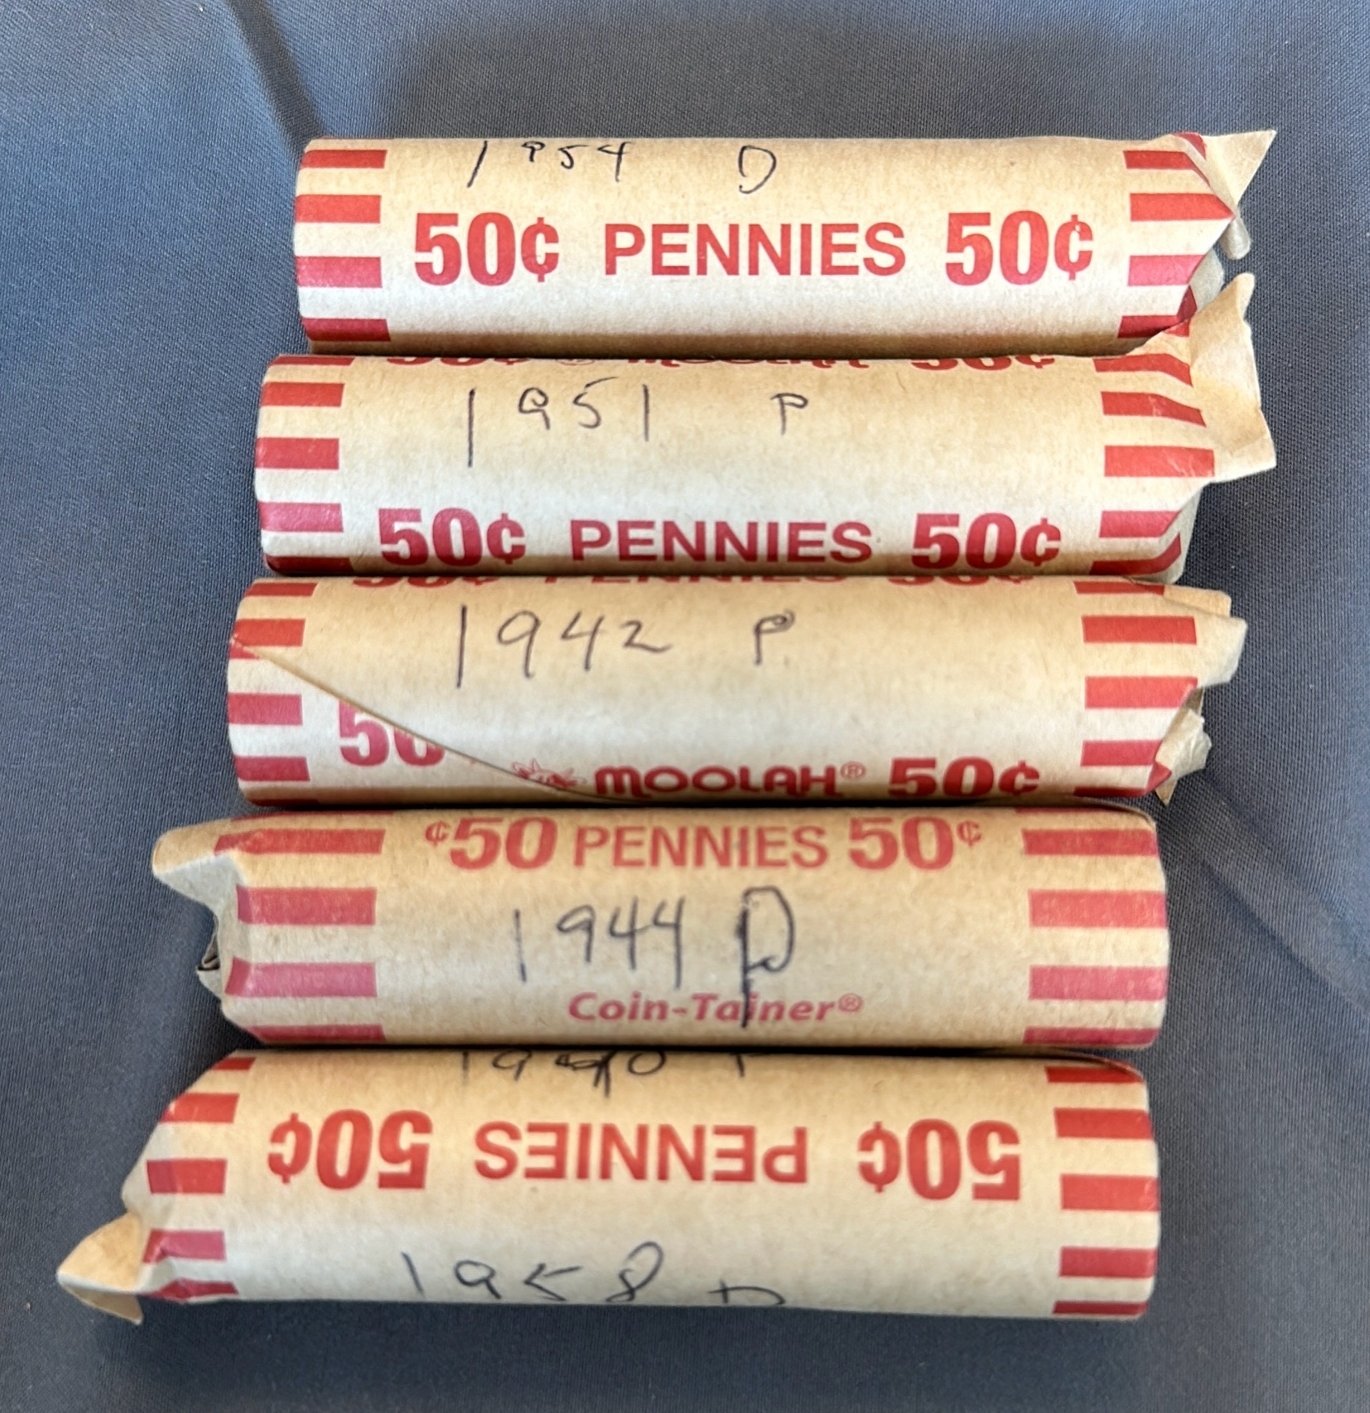 1954 D
50¢ PENNIES 50¢
1951 P
50¢ PENNIES 50¢
1942 P
50
MOOLAH® 50¢
¢50 PENNIES 50¢
1944 D
Coin-Tainer®
50¢ PENNIES 50¢
1958 D